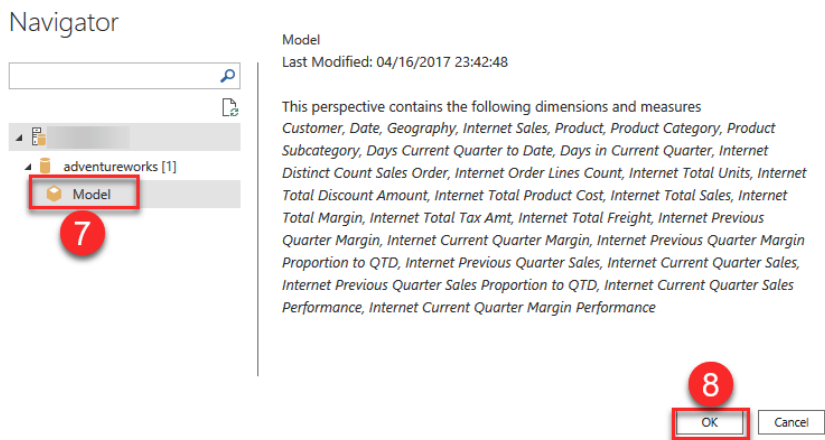 Navigator
adventureworks [1]
Model
7
Model
Last Modified: 04/16/2017 23:42:48
This perspective contains the following dimensions and measures
Customer, Date, Geography, Internet Sales, Product, Product Category, Product
Subcategory, Days Current Quarter to Date, Days in Current Quarter, Internet
Distinct Count Sales Order, Internet Order Lines Count, Internet Total Units, Internet
Total Discount Amount, Internet Total Product Cost, Internet Total Sales, Internet
Total Margin, Internet Total Tax Amt, Internet Total Freight, Internet Previous
Quarter Margin, Internet Current Quarter Margin, Internet Previous Quarter Margin
Proportion to QTD, Internet Previous Quarter Sales, Internet Current Quarter Sales,
Internet Previous Quarter Sales Proportion to QTD, Internet Current Quarter Sales
Performance, Internet Current Quarter Margin Performance
8
OK
Cancel